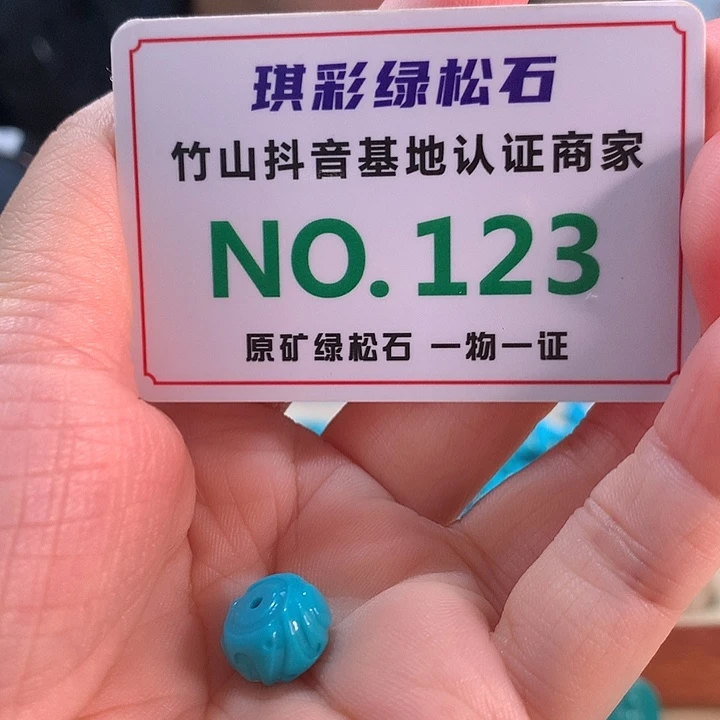 琪彩绿松石
竹山抖音基地认证商家
NO.123
原矿绿松石 一物一证